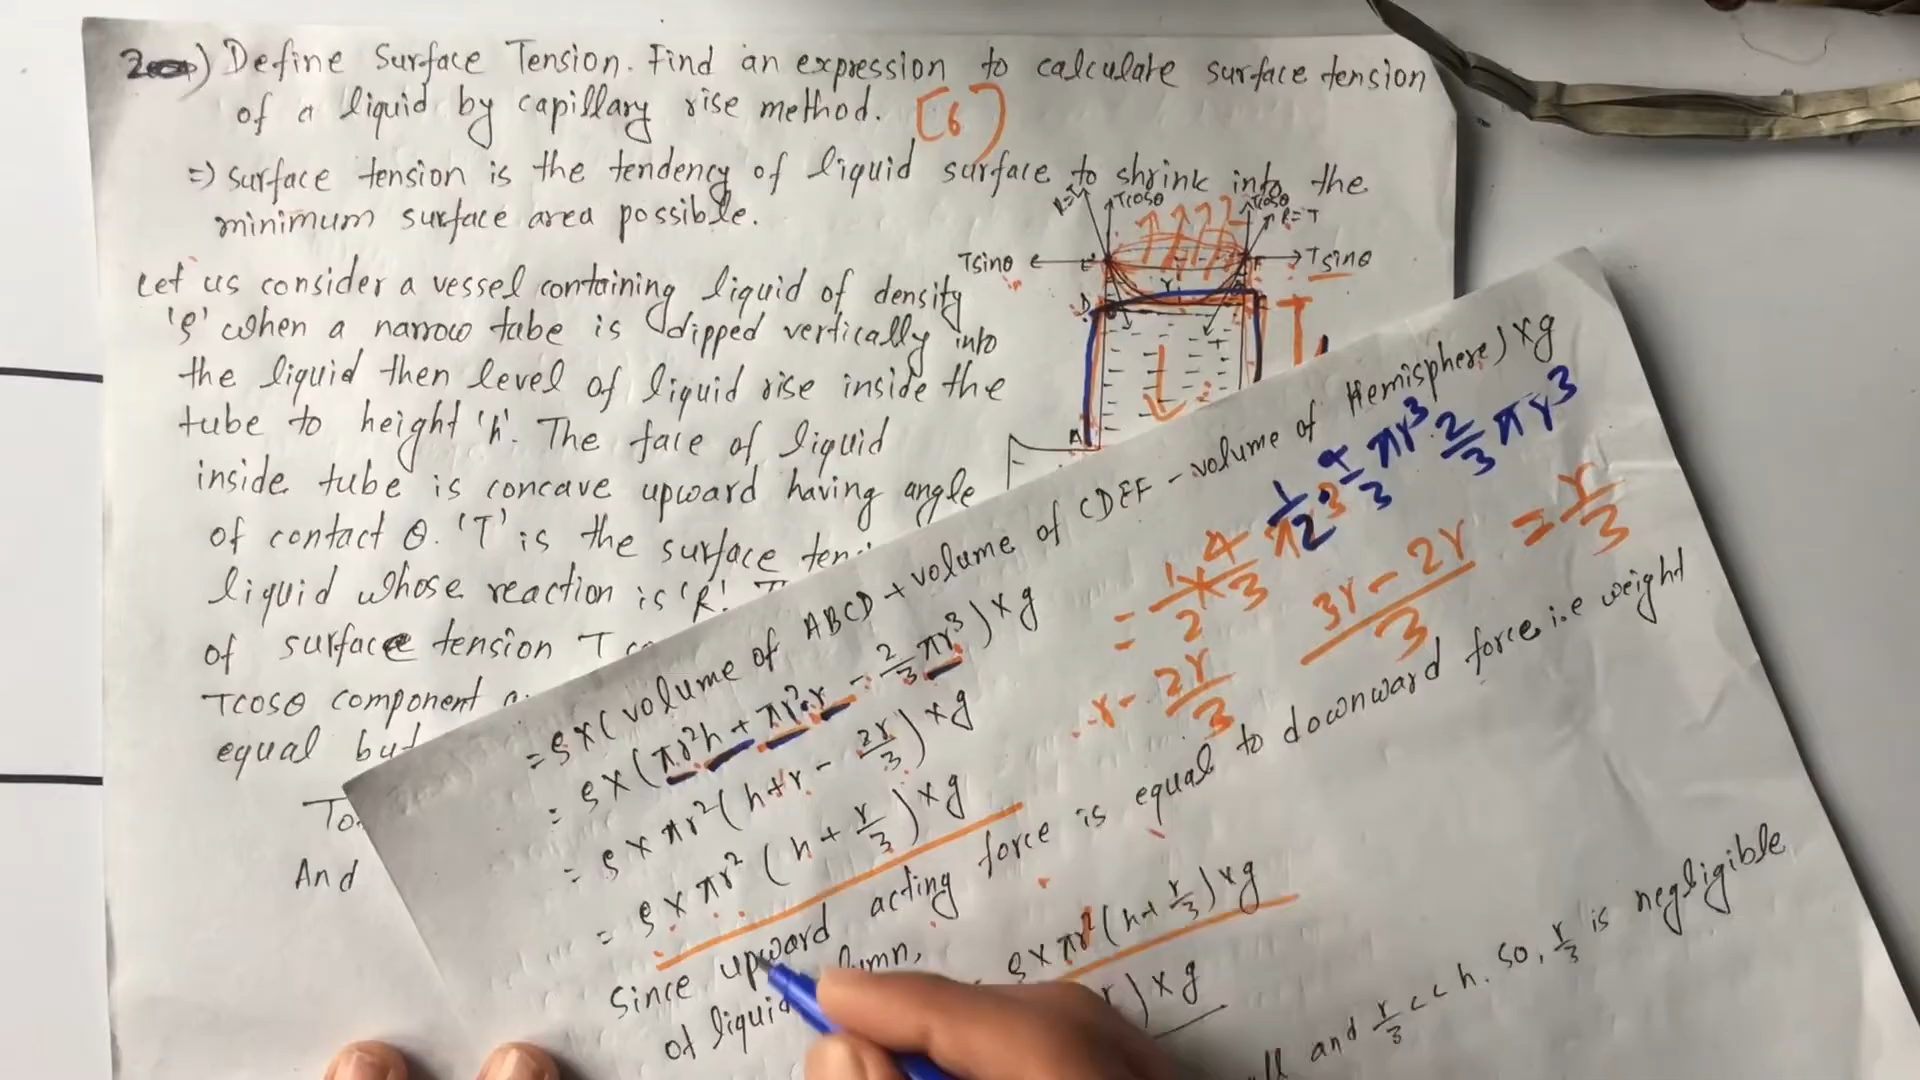 2 ) Define Surface Tension. Find an expression to calculate surface tension
of a liquid by capillary rise method. [6]
=> surface tension is the tendency of liquid surface to shrink into the
minimum surface area possible.
Let us consider a vessel containing liquid of density
'ρ' when a narrow tube is dipped vertically into
the liquid then level of liquid rise inside the
tube to height 'h'. The face of liquid
inside tube is concave upward having angle
of contact θ. 'T' is the surface
liquid whose reaction is 'R'.
of surface tension T
Tcosθ component
equal but
And
R=T
Tcosθ
Tcosθ
R=T
Tsinθ
Tsinθ
E
F
r
D
A
= ρ×(volume of ABCD + volume of CDEF - volume of Hemisphere)×g
= ρ×(πr²h + πr².r - 2/3 πr³)×g
= ρ×πr²(h+r - 2r/3)×g
= ρ×πr²(h + r/3)×g
1/2 . 4/3 πr³ 2/3 πr³
= 1/2 × 4/3 πr³
r - 2r/3
3r - 2r/3 = r/3
Since upward acting force is equal to downward force i.e weight
of liquid
ρ×πr²(h+r/3)×g
)×g
and r/3 << h. So, r/3 is negligible